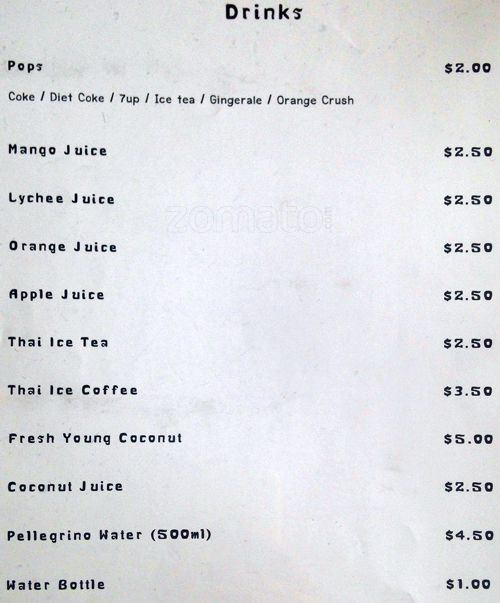 Drinks
Pops $2.00
Coke / Diet Coke / 7up / Ice tea / Gingerale / Orange Crush
Mango Juice $2.50
Lychee Juice $2.50
zomato.com
Orange Juice $2.50
Apple Juice $2.50
Thai Ice Tea $2.50
Thai Ice Coffee $3.50
Fresh Young Coconut $5.00
Coconut Juice $2.50
Pellegrino Water (500ml) $4.50
Water Bottle $1.00